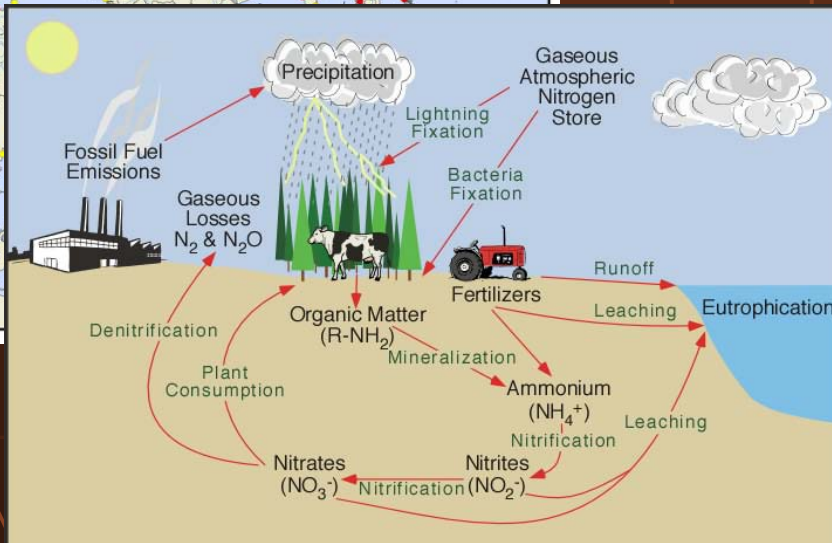 Precipitation
Gaseous
Atmospheric
Nitrogen
Store
Lightning
Fixation
Fossil Fuel
Emissions
Bacteria
Fixation
Gaseous
Losses
N₂ & N₂O
Runoff
Fertilizers
Leaching
Eutrophication
Organic Matter
(R-NH₂)
Denitrification
Mineralization
Plant
Consumption
Ammonium
(NH₄⁺)
Leaching
Nitrification
Nitrates
(NO₃⁻)
Nitrification
Nitrites
(NO₂⁻)